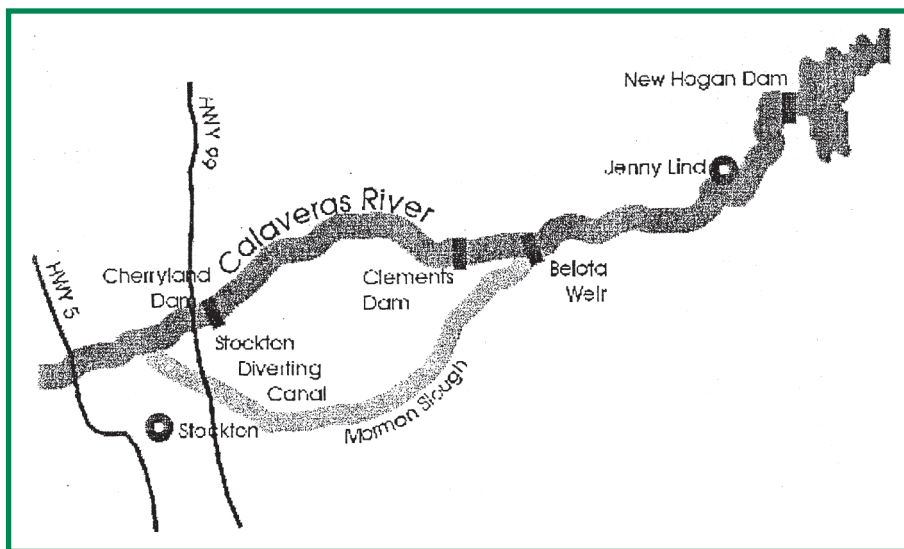 New Hogan Dam
HWY 99
Jenny Lind
Calaveras River
Cherryland
Dam
Clements
Dam
Belota
Weir
HWY 5
Stockton
Diverting
Canal
Mormon Slough
Stockton